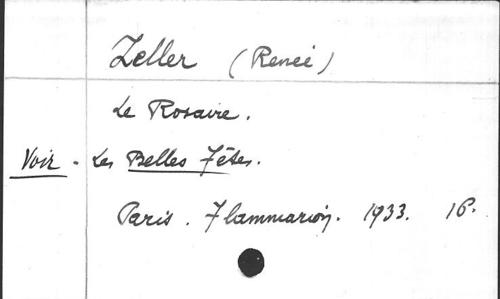 Zeller (Renée)
Le Rosaire.
Voir - Les Belles Fêtes.
Paris. Flammarion. 1933. 16°.